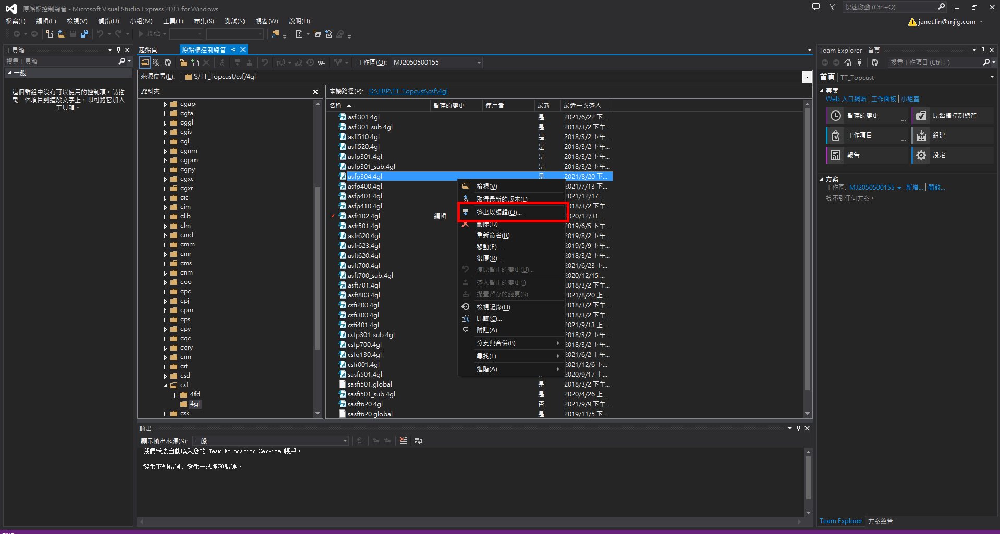 原始檔控制總管 - Microsoft Visual Studio Express 2013 for Windows
快速啟動 (Ctrl+Q)
檔案(F) 編輯(E) 檢視(V) 偵錯(D) 小組(M) 工具(T) 市集(S) 測試(S) 視窗(W) 說明(H)
janet.lin@mjig.com
開始
工具箱
搜尋工具箱
一般
這個群組中沒有可以使用的控制項。請拖
曳一個項目到這段文字上，即可將它加入
工具箱。
起始頁 原始檔控制總管
工作區(O): MJ2050500155
來源位置(L): $/TT_Topcust/csf/4gl
資料夾
cgap
cgfa
cggl
cgis
cgl
cgnm
cgpm
cgpy
cgxc
cgxr
cic
cim
clib
clm
cmd
cmm
cmr
cms
cnm
coo
cpc
cpj
cpm
cps
cpy
cqc
cqry
crm
crt
csd
csf
4fd
4gl
csk
本機路徑(P): D:\ERP\TT_Topcust\csf\4gl
名稱 暫存的變更 使用者 最新 最近一次簽入
asfi301.4gl 是 2021/6/22 下...
asfi301_sub.4gl 是 2018/3/2 下午...
asfi510.4gl 是 2018/3/2 下午...
asfi520.4gl 是 2018/3/2 下午...
asfp301.4gl 是 2018/3/2 下午...
asfp301_sub.4gl 是 2018/3/2 下午...
asfp304.4gl 是 2021/8/20 下...
asfp400.4gl 2021/7/13 下...
asfp401.4gl 2021/12/17 ...
asfp410.4gl 2018/3/2 下午...
asfr102.4gl 編輯 2020/12/31 ...
asfr501.4gl 2019/6/5 下午...
asfr620.4gl 2019/8/2 下午...
asfr623.4gl 2019/5/9 下午...
asft620.4gl 2018/3/2 下午...
asft700.4gl 2021/6/23 下...
asft700_sub.4gl 2020/12/15 ...
asft701.4gl 2018/3/2 下午...
asft803.4gl 2021/8/20 上...
csfi200.4gl 2018/3/2 下午...
csfi300.4gl 2018/3/2 下午...
csfi401.4gl 2021/9/13 上...
csfp301_sub.4gl 2018/3/2 下午...
csfp700.4gl 2018/3/2 下午...
csfq130.4gl 2021/6/2 上午...
csfr001.4gl 2021/12/6 下...
sasfi501.4gl 2020/9/17 上...
sasfi501.global 是 2018/3/2 下午...
sasfi501_sub.4gl 是 2020/4/26 上...
sasft620.4gl 否 2021/9/9 下午...
sasft620.global 是 2019/11/5 下...
檢視(V)
取得最新的版本(L)
簽出以編輯(O)...
刪除(D)
重新命名(R)
移動(E)...
復原(R)...
復原暫止的變更(U)...
簽入暫止的變更(I)
擱置暫存的變更(S)
檢視記錄(H)
比較(C)...
附註(A)
分支與合併(B)
尋找(F)
進階(A)
輸出
顯示輸出來源(S): 一般
我們無法自動填入您的 Team Foundation Service 帳戶。
發生下列錯誤: 發生一或多項錯誤。
Team Explorer - 首頁
搜尋工作項目 (Ctrl+')
首頁 | TT_Topcust
專案
Web 入口網站 | 工作面板 | 小組室
暫存的變更 ... 原始檔控制總管
工作項目 ... 組建
報告 設定
方案
工作區: MJ2050500155 | 新增... | 開啟...
找不到任何方案。
Team Explorer 方案總管